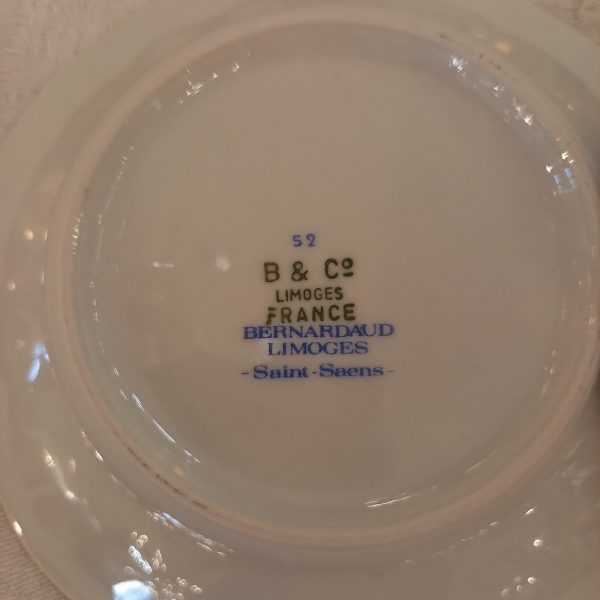 52
B & Cº
LIMOGES
FRANCE
BERNARDAUD
LIMOGES
- Saint - Saens -